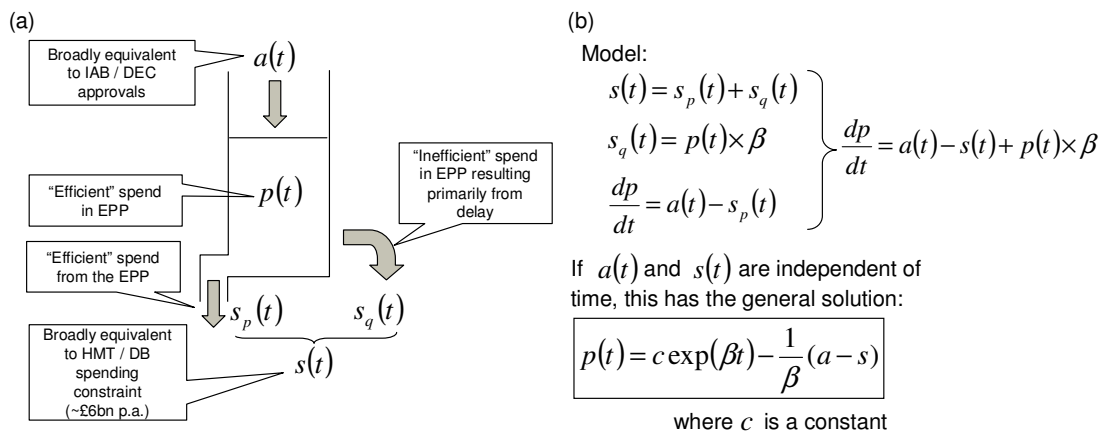 (a)
Broadly equivalent
to IAB / DEC
approvals
a(t)
"Efficient" spend
in EPP
p(t)
"Inefficient" spend
in EPP resulting
primarily from
delay
"Efficient" spend
from the EPP
s_p(t)
s_q(t)
Broadly equivalent
to HMT / DB
spending
constraint
(~£6bn p.a.)
s(t)
(b)
Model:
s(t) = s_p(t) + s_q(t)
s_q(t) = p(t) × β
dp/dt = a(t) − s_p(t)
dp/dt = a(t) − s(t) + p(t) × β
If a(t) and s(t) are independent of
time, this has the general solution:
p(t) = c exp(βt) − 1/β (a − s)
where c is a constant